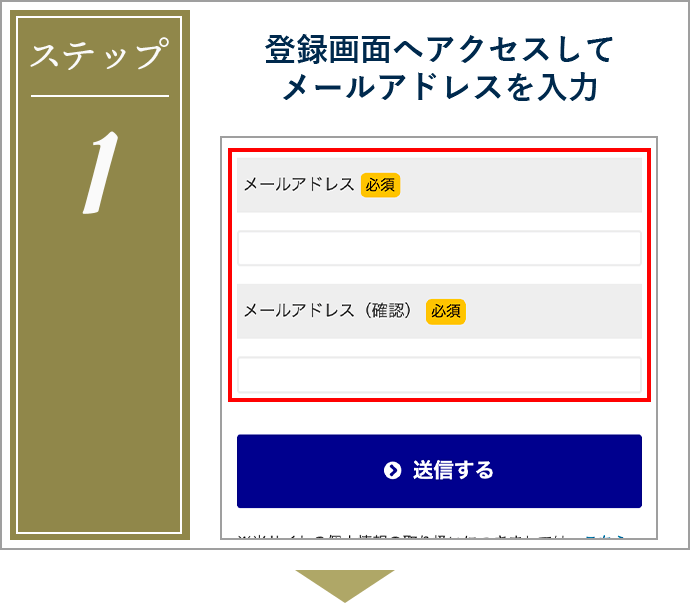 ステップ
1
登録画面へアクセスして
メールアドレスを入力
メールアドレス 必須
メールアドレス（確認） 必須
送信する